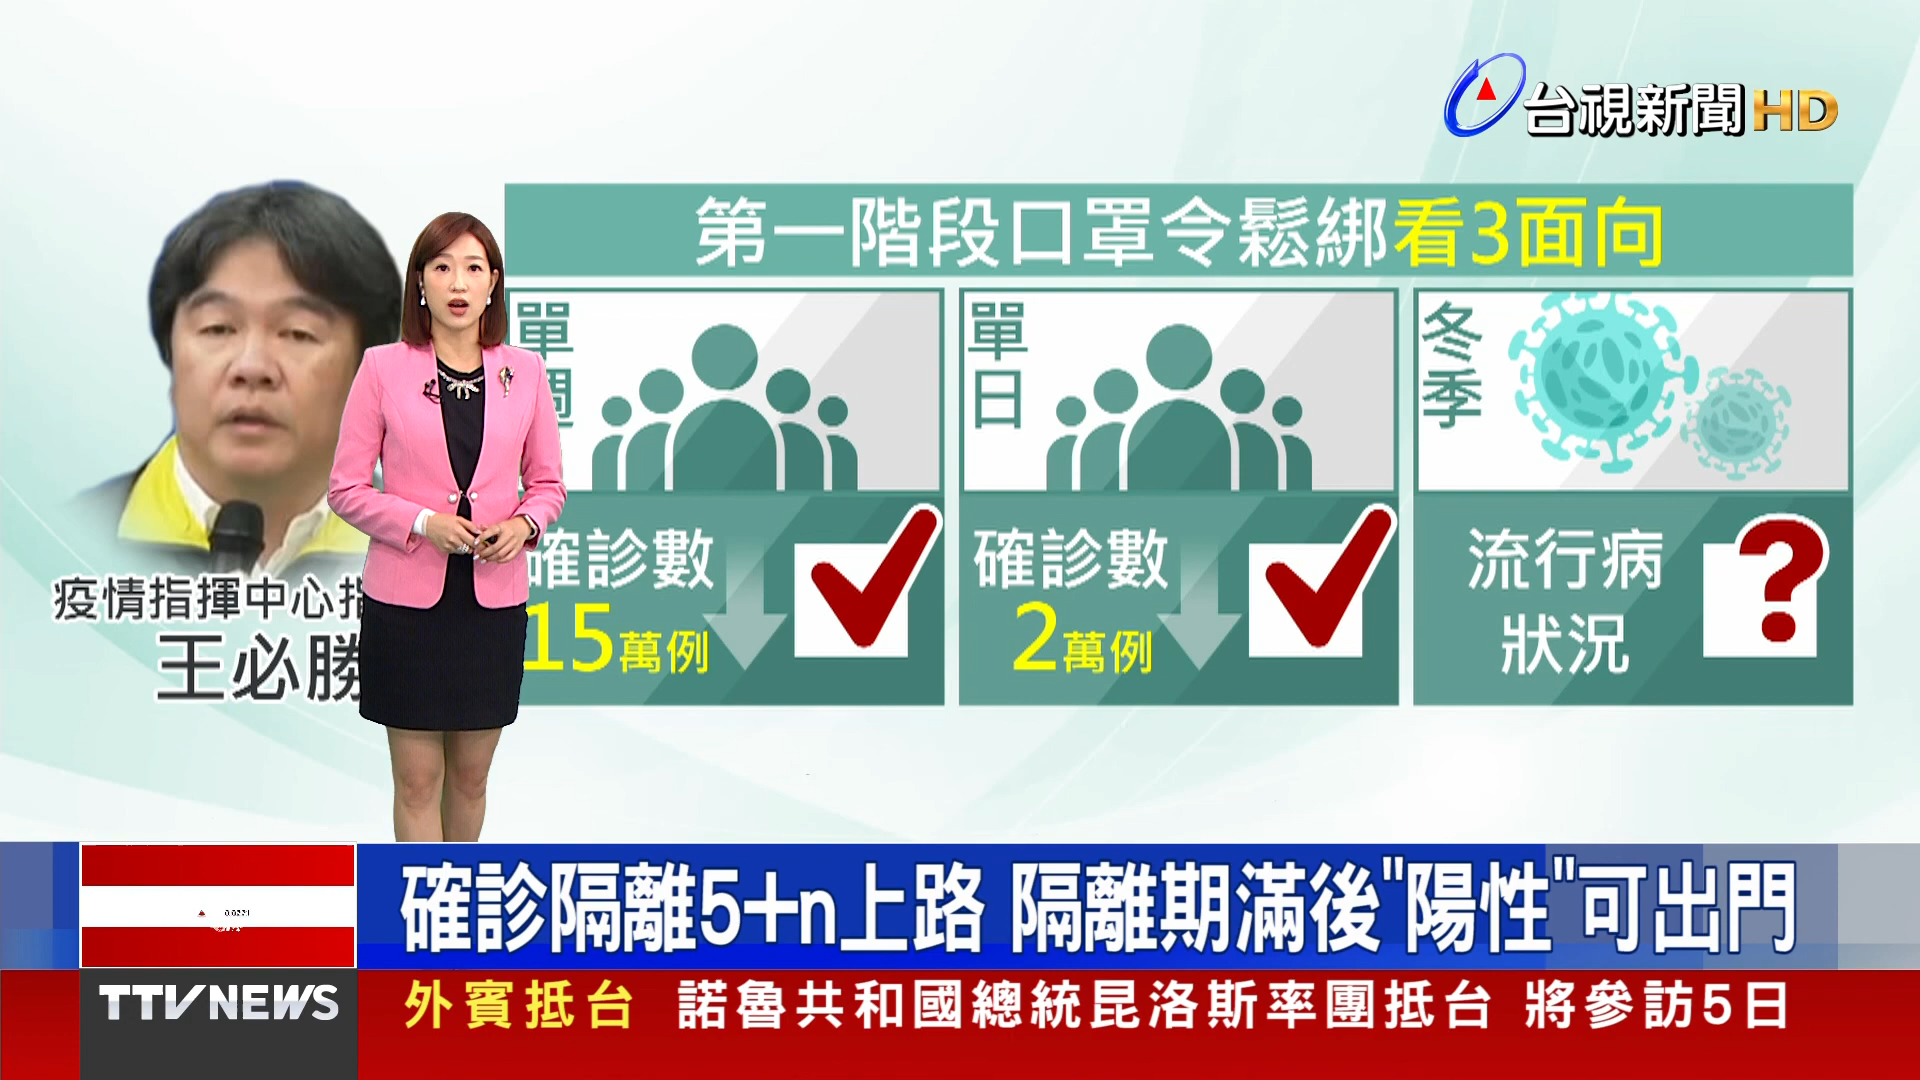 台視新聞HD
第一階段口罩令鬆綁看3面向
單週
單日
冬季
確診數
15萬例
確診數
2萬例
流行病
狀況
疫情指揮中心指
王必勝
確診隔離5+n上路 隔離期滿後"陽性"可出門
TTV NEWS
外賓抵台 諾魯共和國總統昆洛斯率團抵台 將參訪5日